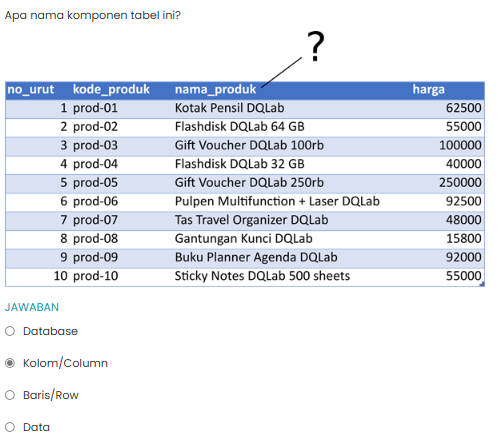 Apa nama komponen tabel ini?
?
no_urut kode_produk nama_produk harga
1 prod-01 Kotak Pensil DQLab 62500
2 prod-02 Flashdisk DQLab 64 GB 55000
3 prod-03 Gift Voucher DQLab 100rb 100000
4 prod-04 Flashdisk DQLab 32 GB 40000
5 prod-05 Gift Voucher DQLab 250rb 250000
6 prod-06 Pulpen Multifunction + Laser DQLab 92500
7 prod-07 Tas Travel Organizer DQLab 48000
8 prod-08 Gantungan Kunci DQLab 15800
9 prod-09 Buku Planner Agenda DQLab 92000
10 prod-10 Sticky Notes DQLab 500 sheets 55000
JAWABAN
Database
Kolom/Column
Baris/Row
Data